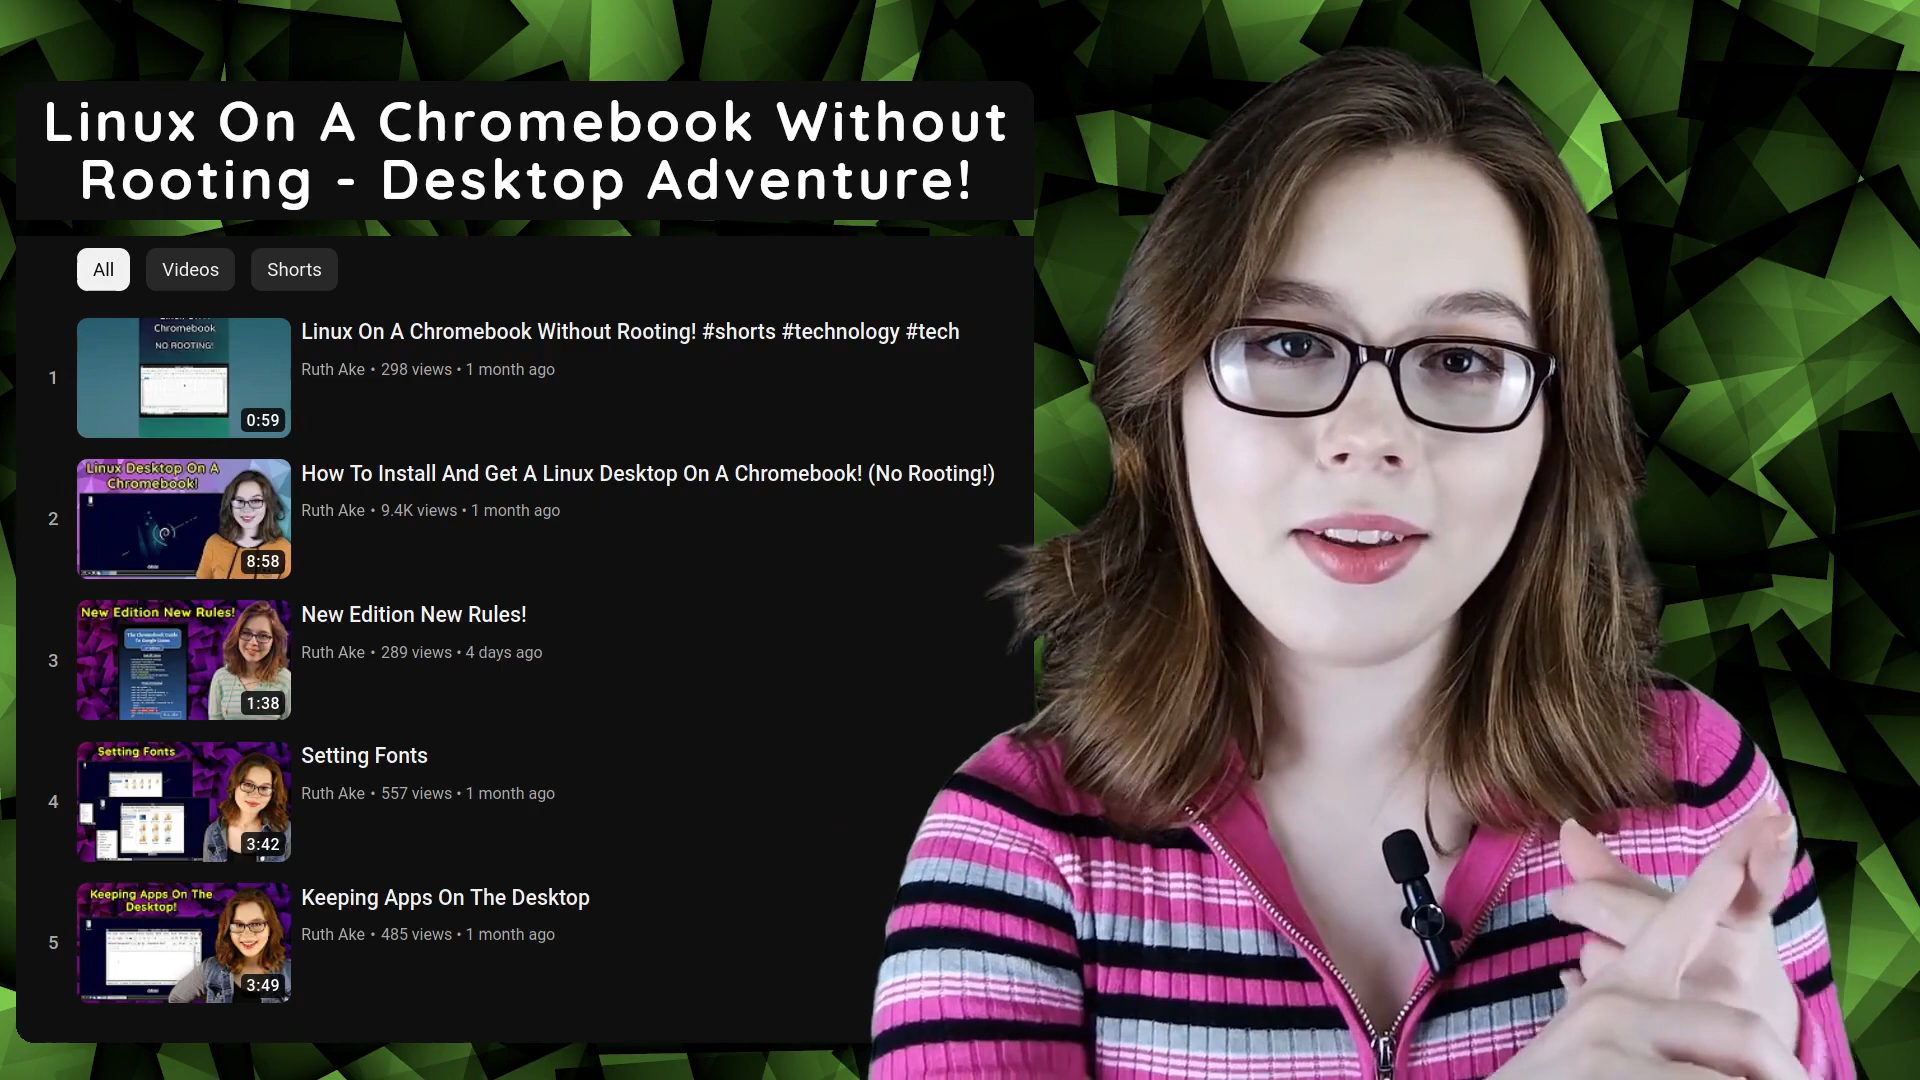 Linux On A Chromebook Without
Rooting - Desktop Adventure!
All
Videos
Shorts
1
Chromebook
NO ROOTING!
0:59
Linux On A Chromebook Without Rooting! #shorts #technology #tech
Ruth Ake • 298 views • 1 month ago
2
Linux Desktop On A
Chromebook!
8:58
How To Install And Get A Linux Desktop On A Chromebook! (No Rooting!)
Ruth Ake • 9.4K views • 1 month ago
3
New Edition New Rules!
The Chromebook Guide
1:38
New Edition New Rules!
Ruth Ake • 289 views • 4 days ago
4
Setting Fonts
3:42
Setting Fonts
Ruth Ake • 557 views • 1 month ago
5
Keeping Apps On The
Desktop!
3:49
Keeping Apps On The Desktop
Ruth Ake • 485 views • 1 month ago